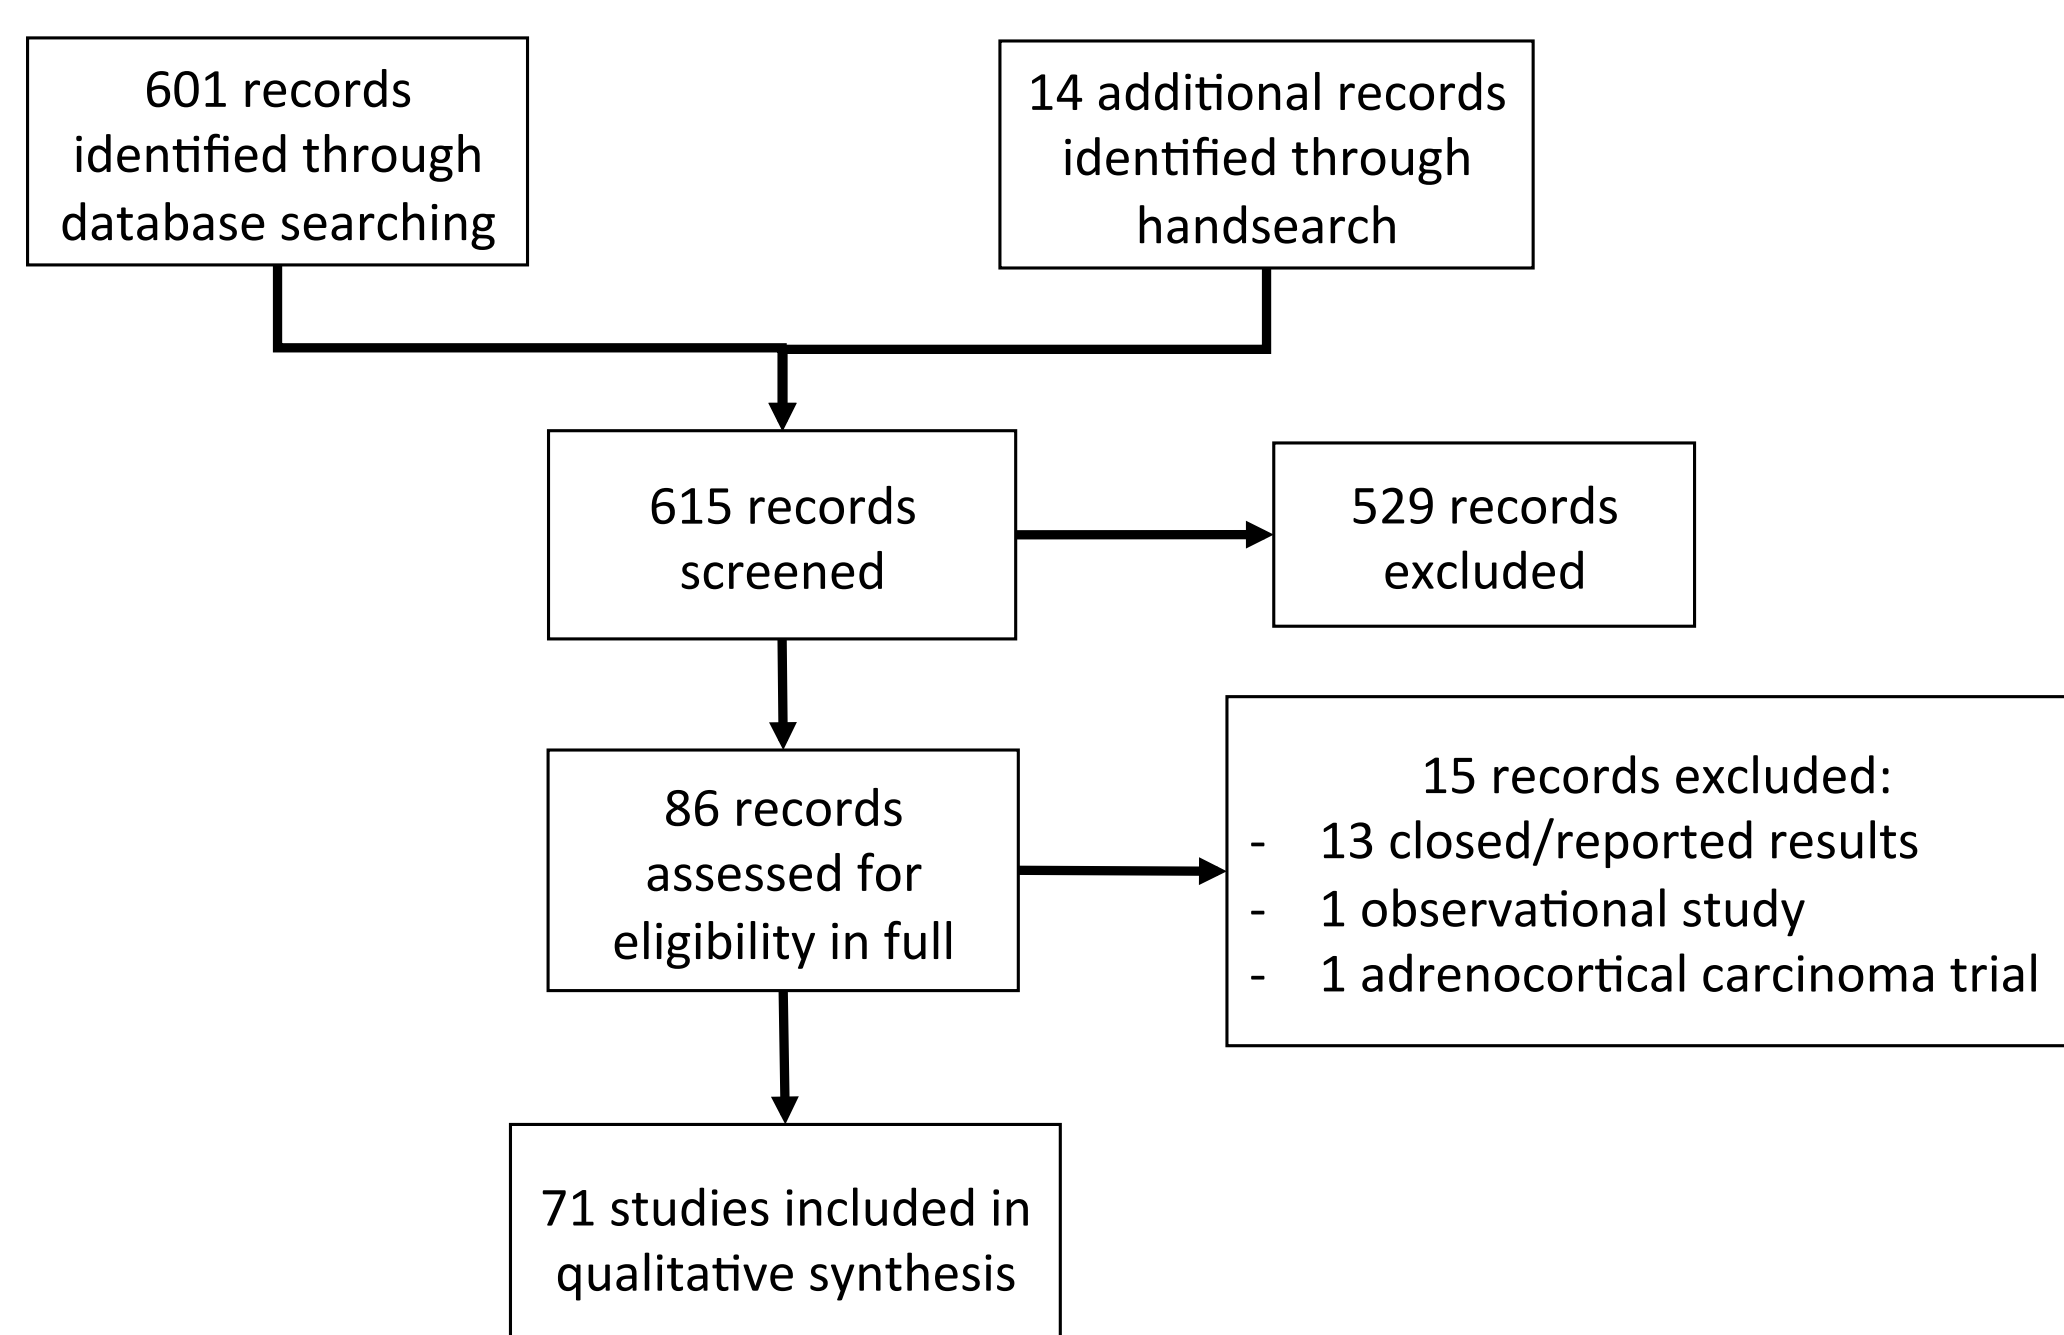 601 records
identified through
database searching
14 additional records
identified through
handsearch
615 records
screened
529 records
excluded
86 records
assessed for
eligibility in full
15 records excluded:
- 13 closed/reported results
- 1 observational study
- 1 adrenocortical carcinoma trial
71 studies included in
qualitative synthesis